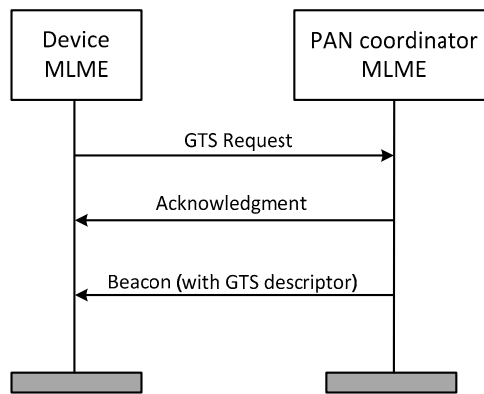 Device
MLME
PAN coordinator
MLME
GTS Request
Acknowledgment
Beacon (with GTS descriptor)